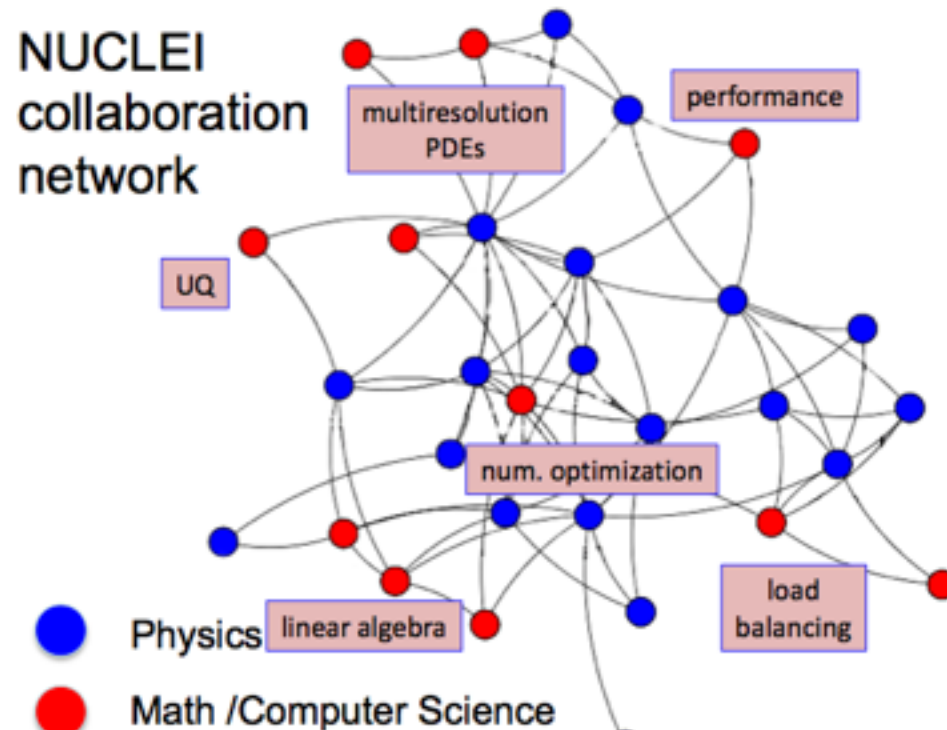 NUCLEI
collaboration
network
multiresolution
PDEs
performance
UQ
num. optimization
linear algebra
load
balancing
Physics
Math /Computer Science